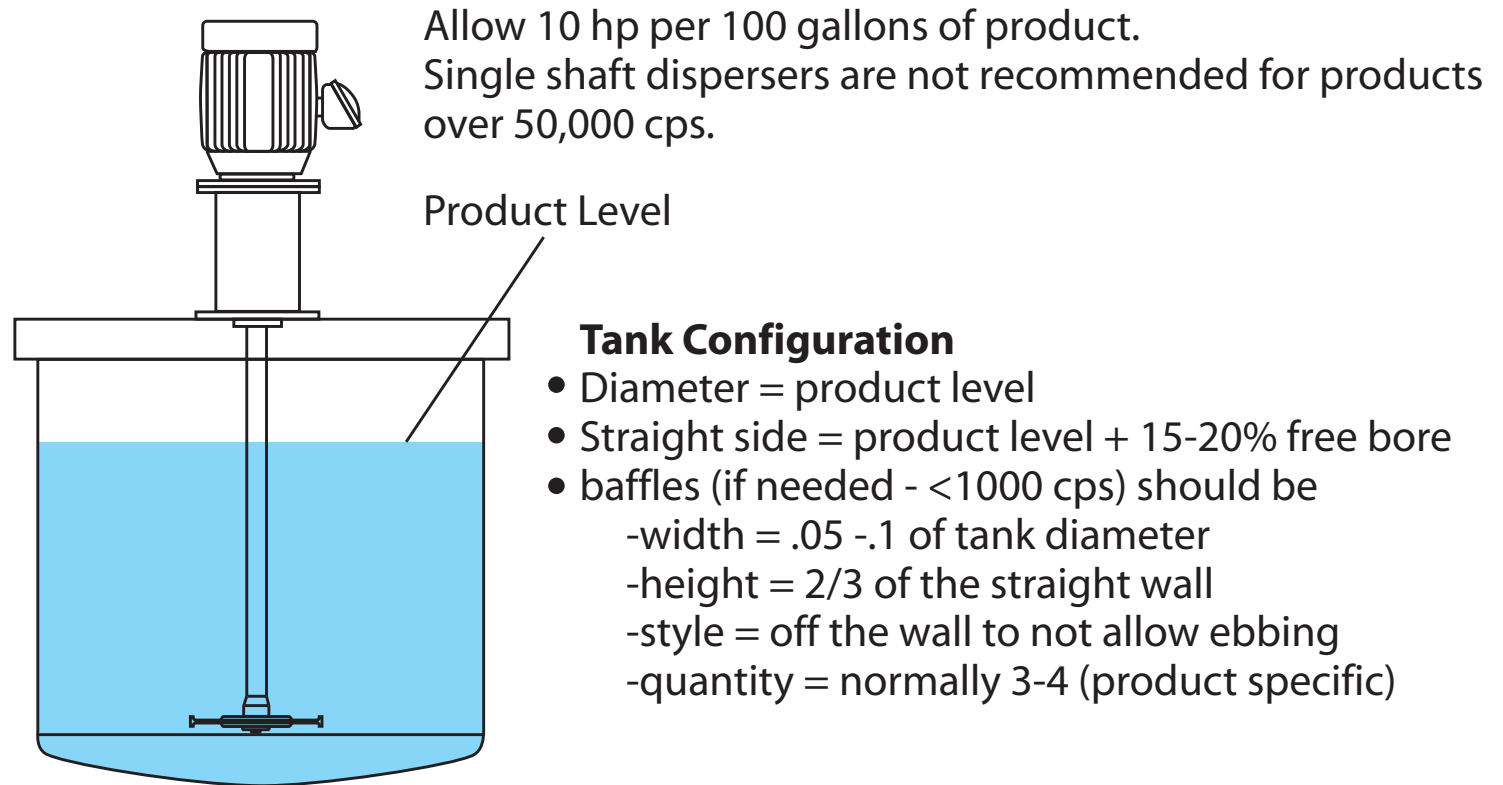 Allow 10 hp per 100 gallons of product.
Single shaft dispersers are not recommended for products
over 50,000 cps.
Product Level
Tank Configuration
• Diameter = product level
• Straight side = product level + 15-20% free bore
• baffles (if needed - <1000 cps) should be
-width = .05 -.1 of tank diameter
-height = 2/3 of the straight wall
-style = off the wall to not allow ebbing
-quantity = normally 3-4 (product specific)